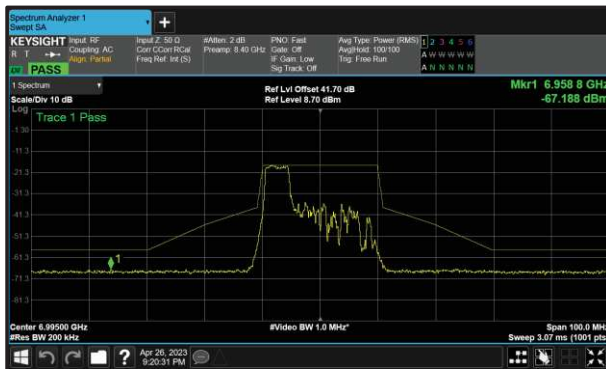 Spectrum Analyzer 1
Swept SA
KEYSIGHT
R T
PASS
Input: RF
Coupling: AC
Align: Partial
Input Z: 50 Ω
Corr CCorr RCal
Freq Ref: Int (S)
#Atten: 2 dB
Preamp: 8.40 GHz
PNO: Fast
Gate: Off
IF Gain: Low
Sig Track: Off
Avg Type: Power (RMS)
Avg|Hold: 100/100
Trig: Free Run
1 2 3 4 5 6
A W W W W W
A N N N N N
1 Spectrum
Scale/Div 10 dB
Log
Ref Lvl Offset 41.70 dB
Ref Level 8.70 dBm
Mkr1 6.958 8 GHz
-67.188 dBm
Trace 1 Pass
-1.30
-11.3
-21.3
-31.3
-41.3
-51.3
-61.3
-71.3
-81.3
1
Center 6.99500 GHz
#Res BW 200 kHz
#Video BW 1.0 MHz*
Span 100.0 MHz
Sweep 3.07 ms (1001 pts)
?
Apr 26, 2023
9:20:31 PM